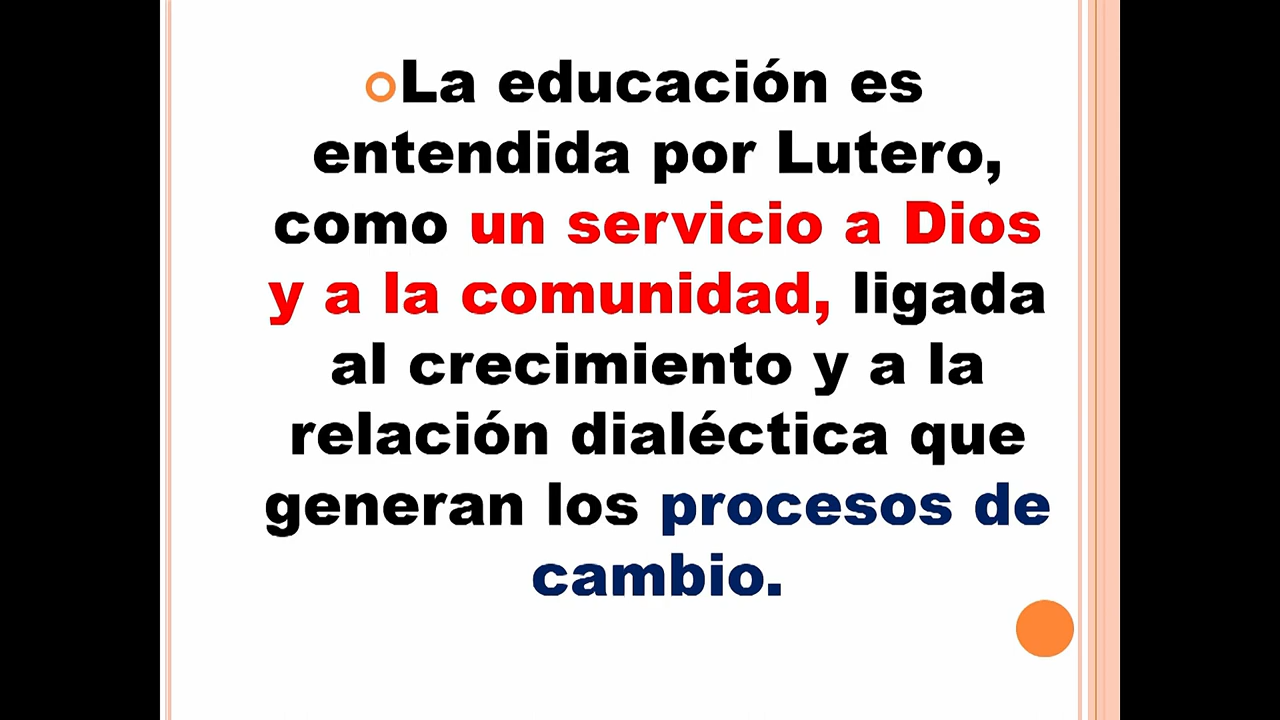 La educación es
entendida por Lutero,
como un servicio a Dios
y a la comunidad, ligada
al crecimiento y a la
relación dialéctica que
generan los procesos de
cambio.